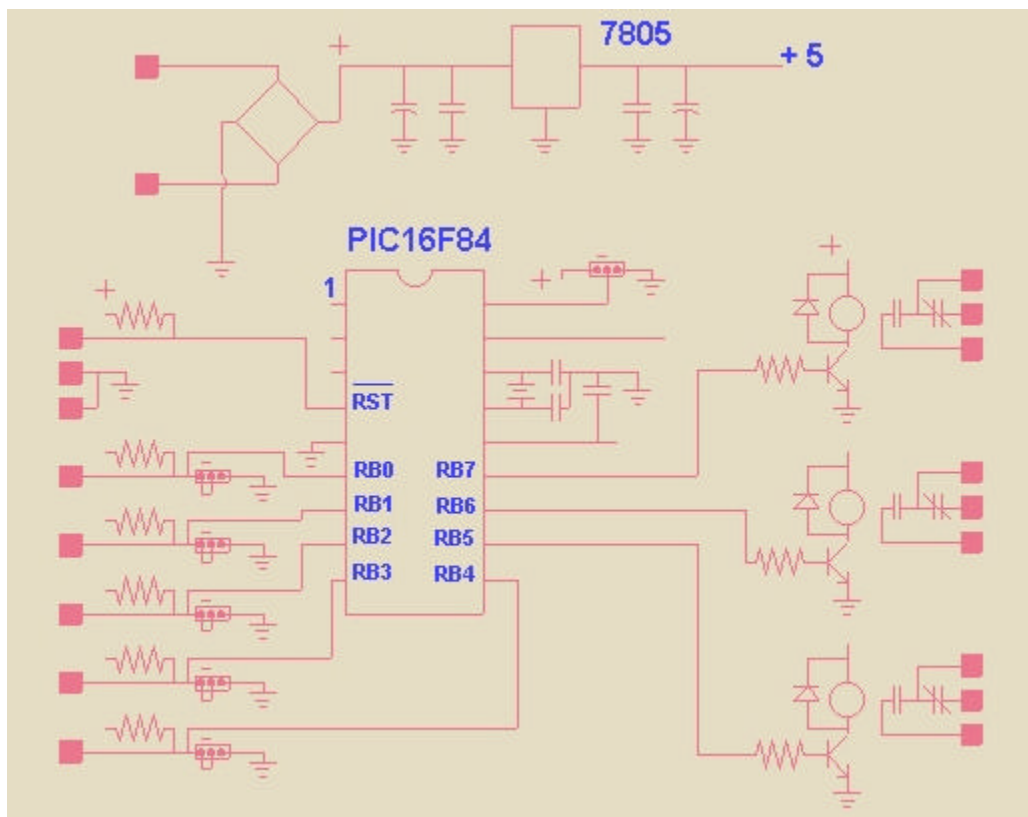 7805
+ 5
PIC16F84
1
RST
RB0 RB7
RB1 RB6
RB2 RB5
RB3 RB4